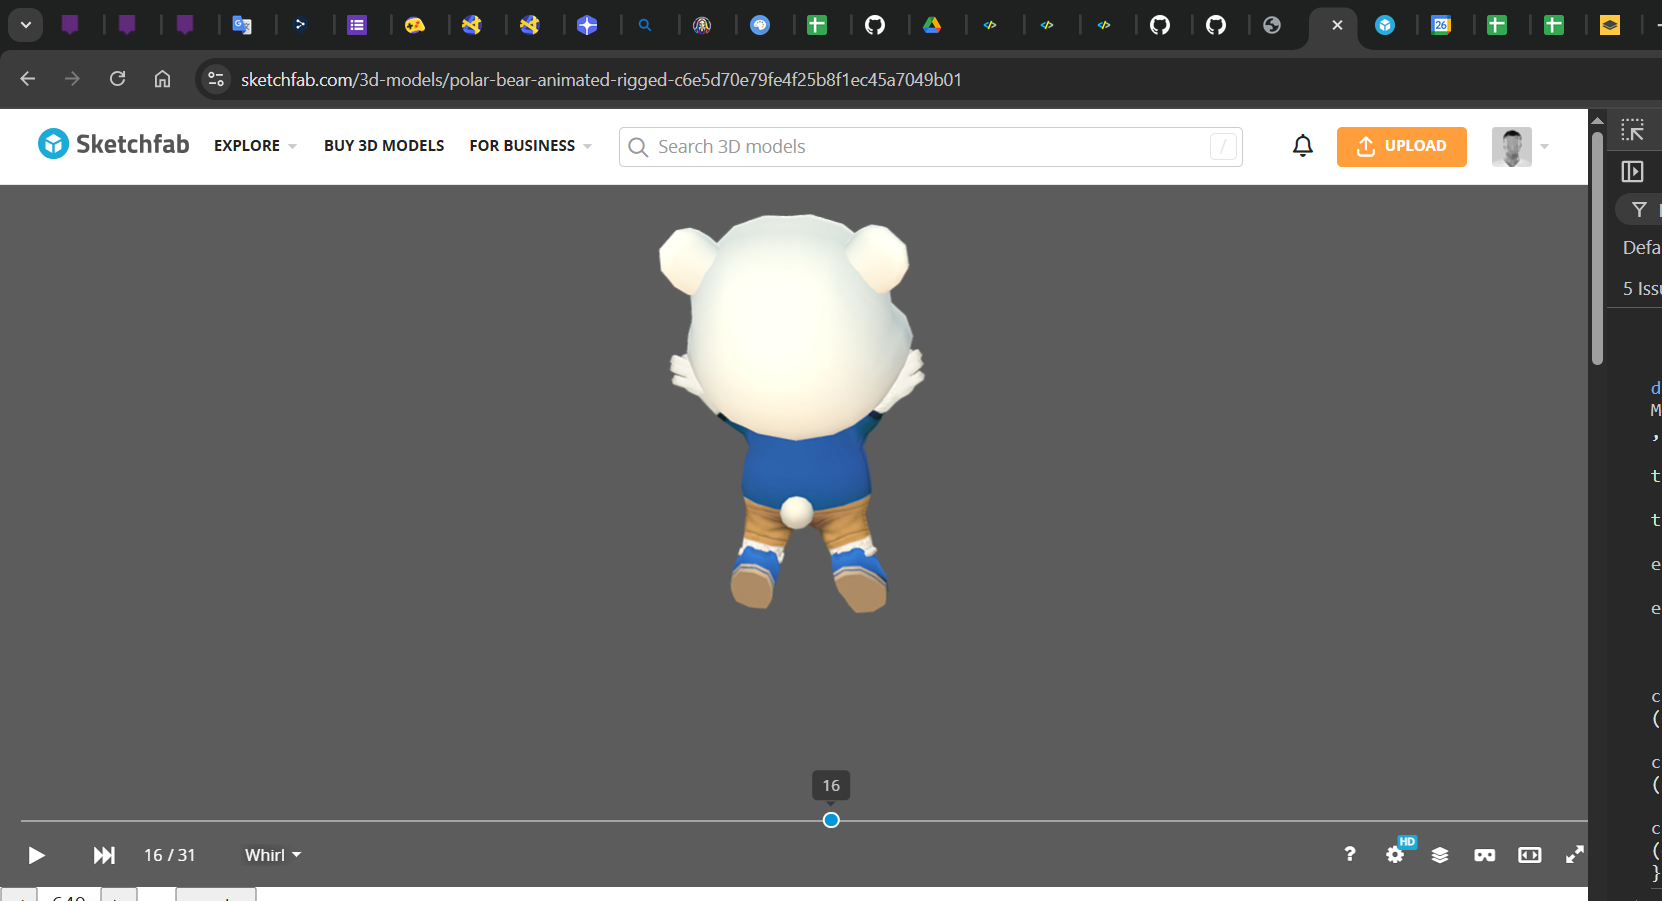 26
sketchfab.com/3d-models/polar-bear-animated-rigged-c6e5d70e79fe4f25b8f1ec45a7049b01
Sketchfab EXPLORE BUY 3D MODELS FOR BUSINESS Search 3D models / UPLOAD
Defa
5 Issu
d
M
,
t
t
e
e
c
(
c
(
c
(
}
16
16 / 31 Whirl ? HD